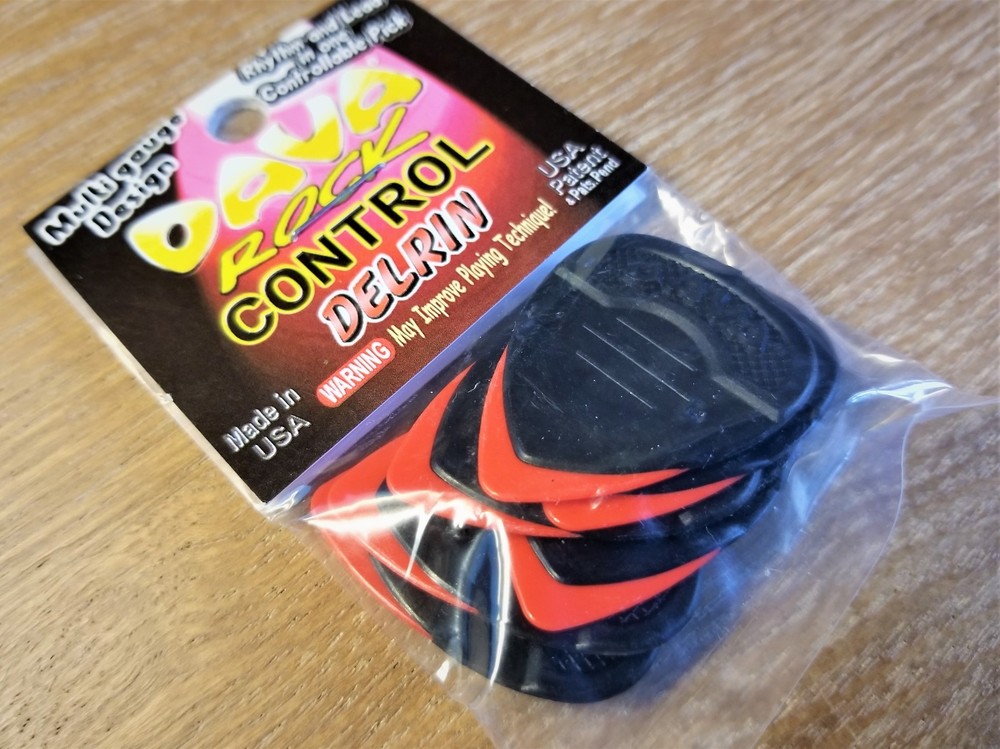 Rhythm and Lead
in one
Controllable Pick
Multi gauge
Design
DAVA
ROCK
CONTROL
DELRIN
WARNING May Improve Playing Technique!
USA
Patent
& Pats. Pend
Made in
USA